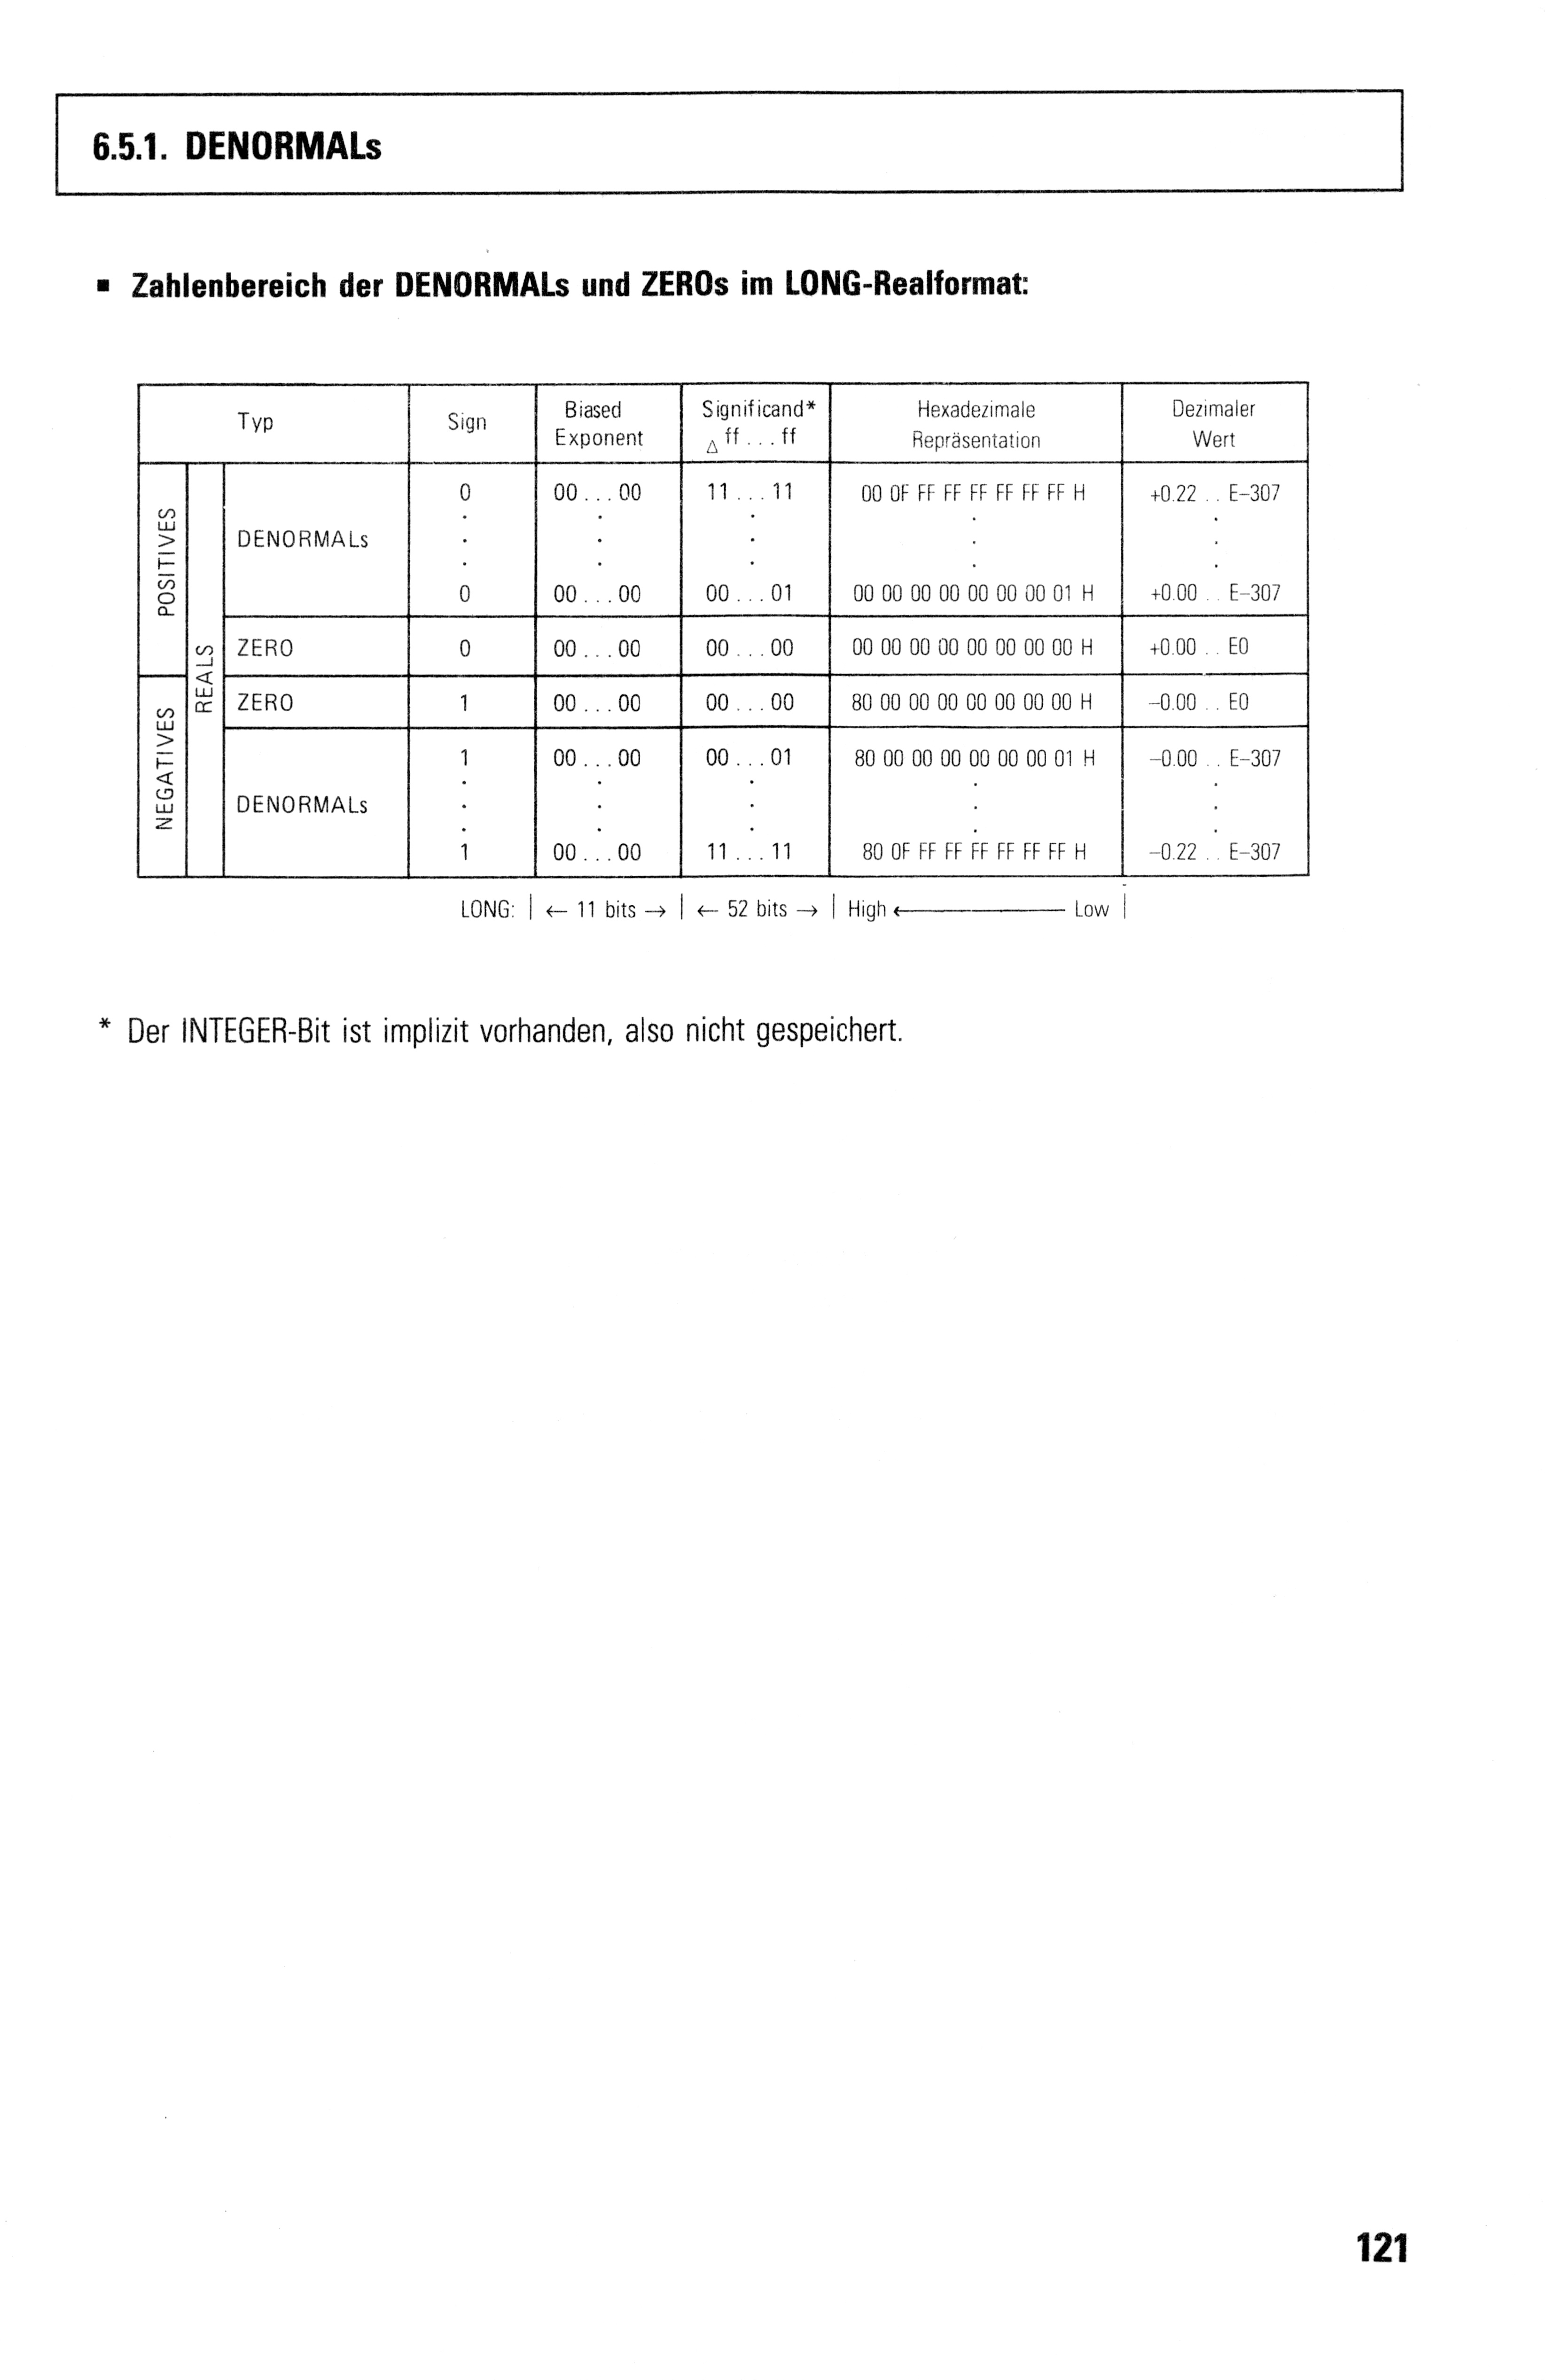 6.5.1. DENORMALs
▪ Zahlenbereich der DENORMALs und ZEROs im LONG-Realformat:
Typ Sign Biased Exponent Significand* △ ff...ff Hexadezimale Repräsentation Dezimaler Wert
POSITIVES
NEGATIVES
REALS
0 00...00 11...11 00 0F FF FF FF FF FF FF H +0.22 .. E–307
DENORMALs
0 00...00 00...01 00 00 00 00 00 00 00 01 H +0.00 .. E–307
ZERO 0 00...00 00...00 00 00 00 00 00 00 00 00 H +0.00 .. E0
ZERO 1 00...00 00...00 80 00 00 00 00 00 00 00 H –0.00 .. E0
1 00...00 00...01 80 00 00 00 00 00 00 01 H –0.00 .. E–307
DENORMALs
1 00...00 11...11 80 0F FF FF FF FF FF FF H –0.22 .. E–307
LONG: | ← 11 bits → | ← 52 bits → | High ← Low |
* Der INTEGER-Bit ist implizit vorhanden, also nicht gespeichert.
121